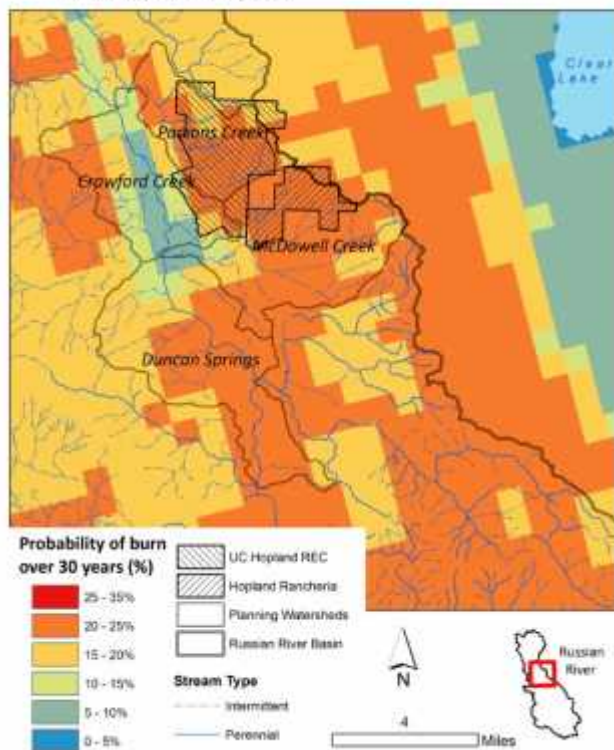 Clear
Lake
Parsons Creek
Crawford Creek
McDowell Creek
Duncan Springs
Probability of burn
over 30 years (%)
25 - 35%
20 - 25%
15 - 20%
10 - 15%
5 - 10%
0 - 5%
UC Hopland REC
Hopland Rancheria
Planning Watersheds
Russian River Basin
Stream Type
Intermittent
Perennial
N
4
Miles
Russian
River